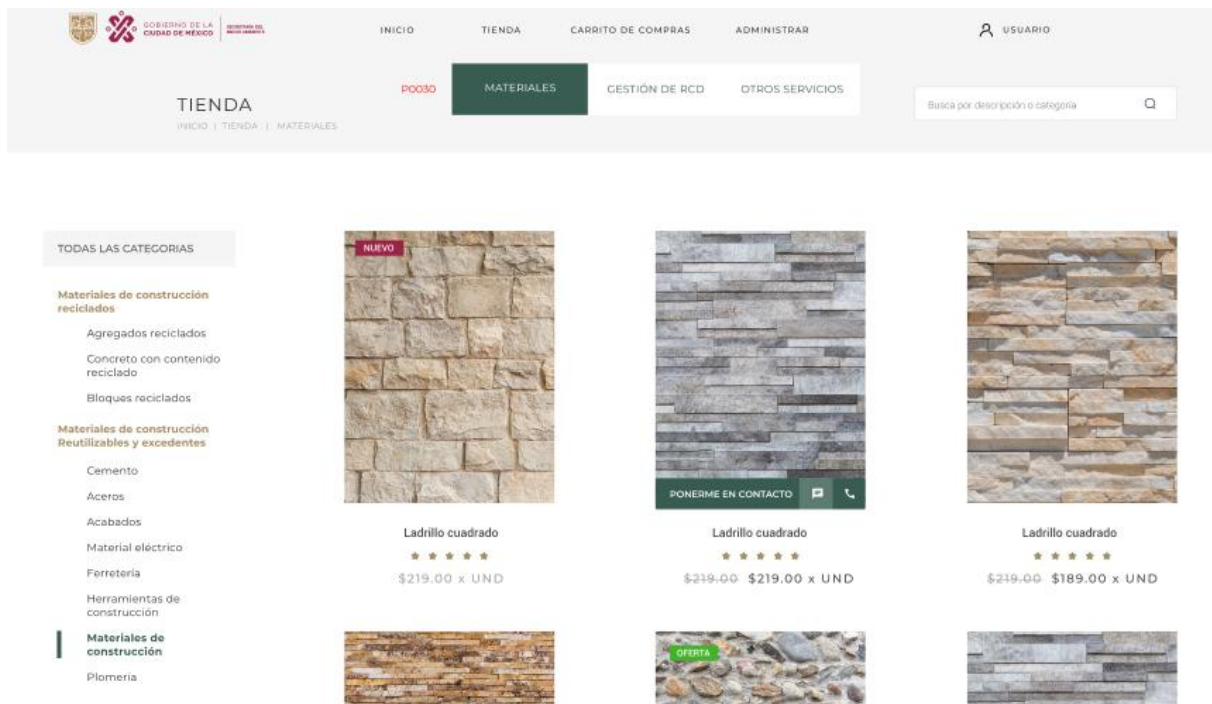 GOBIERNO DE LA
CIUDAD DE MÉXICO
SECRETARÍA DEL
MEDIO AMBIENTE
INICIO
TIENDA
CARRITO DE COMPRAS
ADMINISTRAR
USUARIO
P0030
MATERIALES
GESTIÓN DE RCD
OTROS SERVICIOS
TIENDA
INICIO | TIENDA | MATERIALES
Busca por descripción o categoría
TODAS LAS CATEGORIAS
Materiales de construcción
reciclados
Agregados reciclados
Concreto con contenido
reciclado
Bloques reciclados
Materiales de construcción
Reutilizables y excedentes
Cemento
Aceros
Acabados
Material eléctrico
Ferretería
Herramientas de
construcción
Materiales de
construcción
Plomeria
NUEVO
Ladrillo cuadrado
$219.00 x UND
PONERME EN CONTACTO
Ladrillo cuadrado
$219.00 $219.00 x UND
Ladrillo cuadrado
$219.00 $189.00 x UND
OFERTA